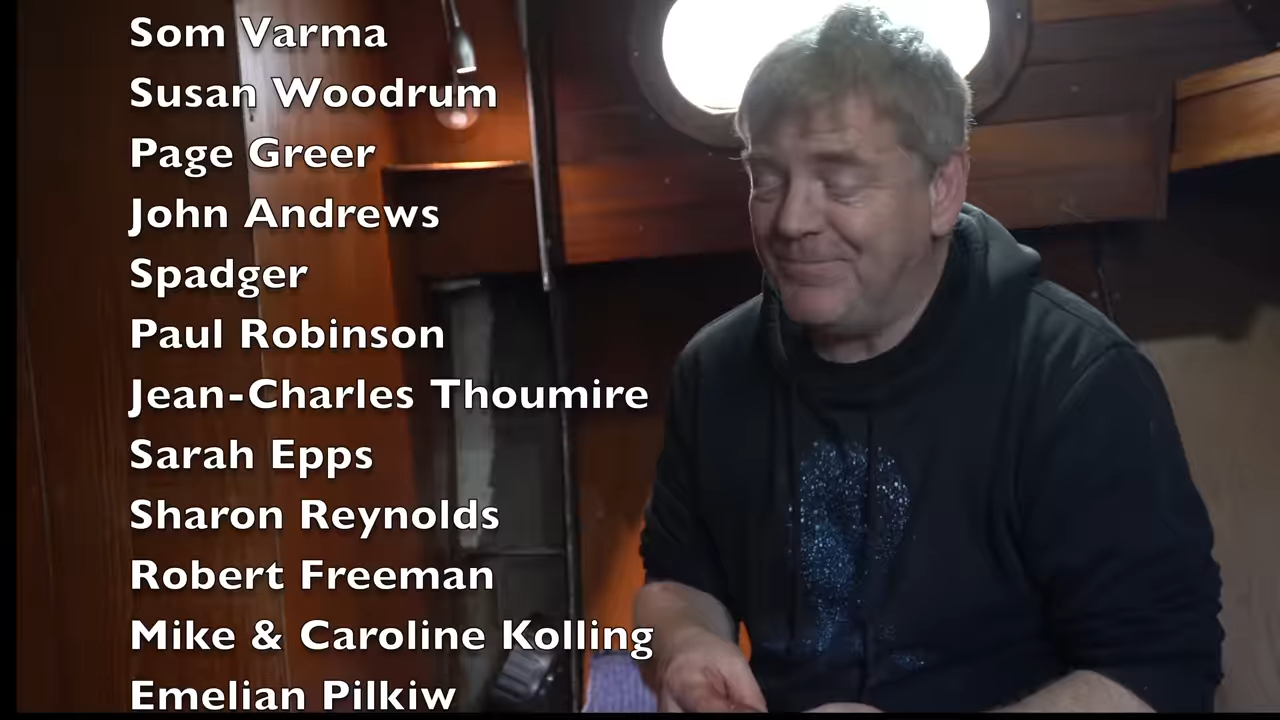 Som Varma
Susan Woodrum
Page Greer
John Andrews
Spadger
Paul Robinson
Jean-Charles Thoumire
Sarah Epps
Sharon Reynolds
Robert Freeman
Mike & Caroline Kolling
Emelian Pilkiw